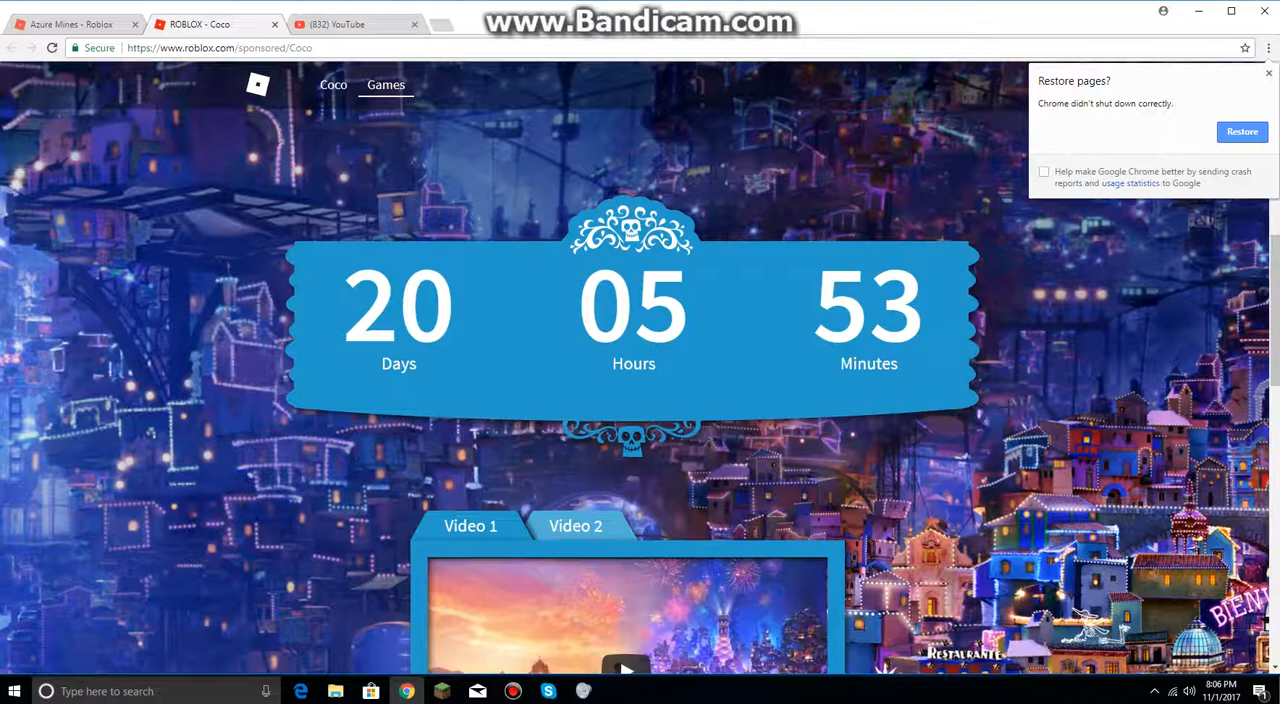 www.Bandicam.com
Azure Mines - Roblox
ROBLOX - Coco
(832) YouTube
Secure
https://www.roblox.com/sponsored/Coco
Coco
Games
Restore pages?
Chrome didn't shut down correctly.
Restore
Help make Google Chrome better by sending crash
reports and usage statistics to Google
20
05
53
Days
Hours
Minutes
Video 1
Video 2
RESTAURANTE
BIENV
Type here to search
8:06 PM
11/1/2017